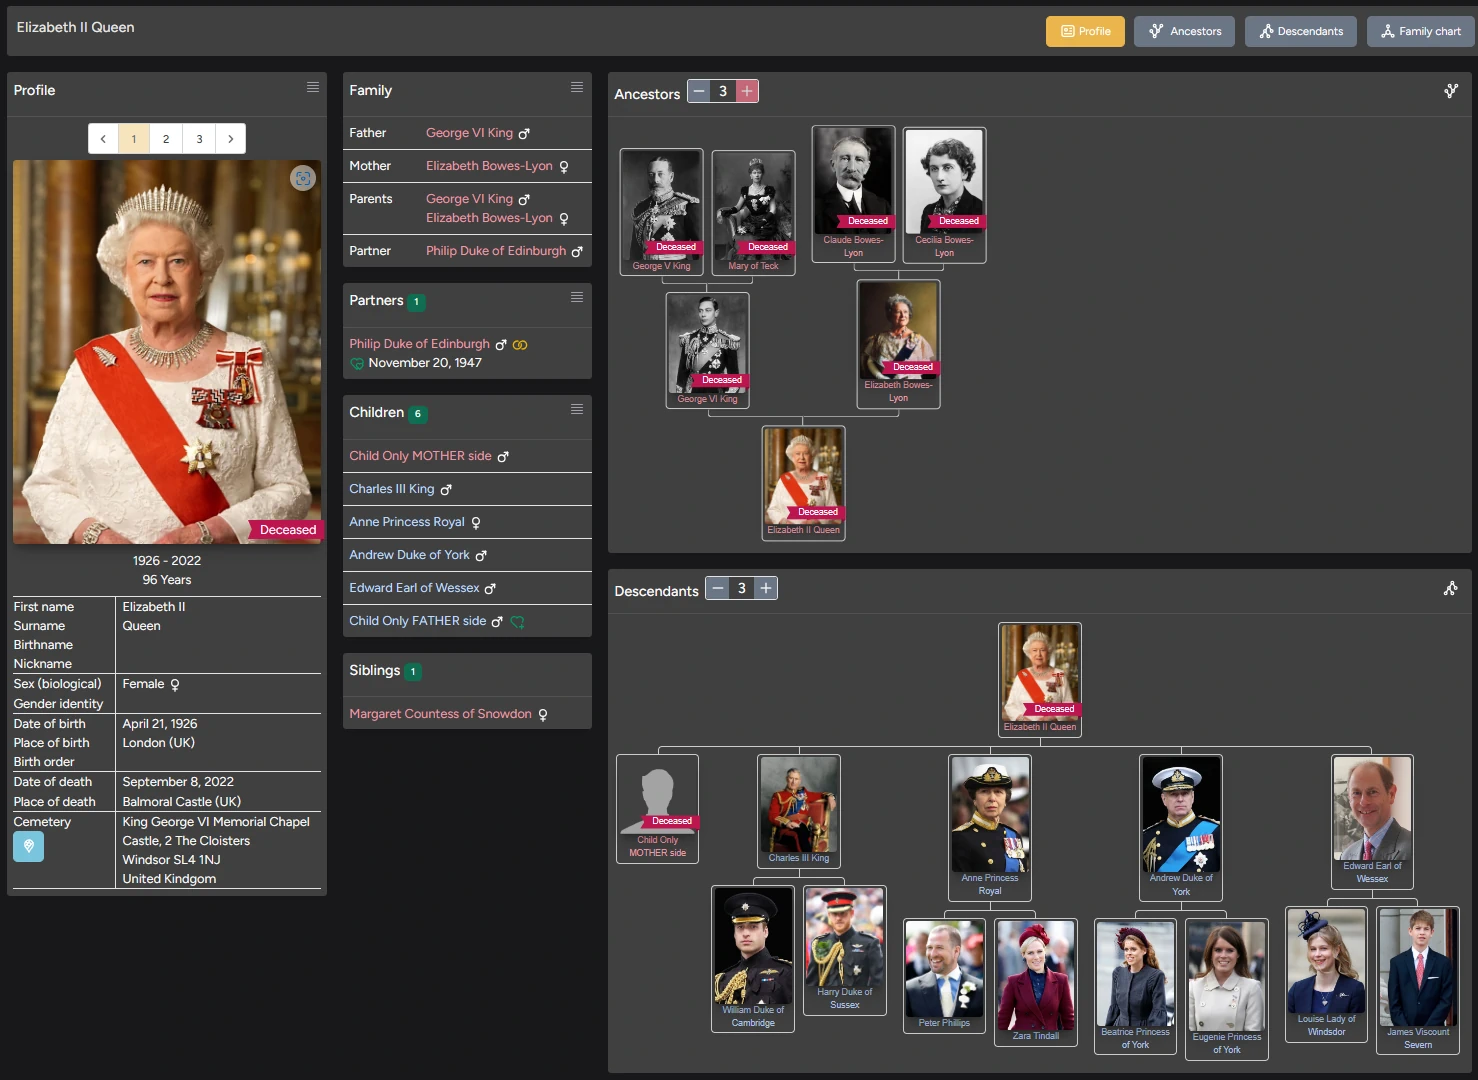 Elizabeth II Queen
Profile
Ancestors
Descendants
Family chart
Profile
1
2
3
1926 - 2022
96 Years
Deceased
First name Elizabeth II
Surname Queen
Birthname
Nickname
Sex (biological) Female
Gender identity
Date of birth April 21, 1926
Place of birth London (UK)
Birth order
Date of death September 8, 2022
Place of death Balmoral Castle (UK)
Cemetery King George VI Memorial Chapel
Castle, 2 The Cloisters
Windsor SL4 1NJ
United Kindgom
Family
Father George VI King
Mother Elizabeth Bowes-Lyon
Parents George VI King
Elizabeth Bowes-Lyon
Partner Philip Duke of Edinburgh
Partners 1
Philip Duke of Edinburgh
November 20, 1947
Children 6
Child Only MOTHER side
Charles III King
Anne Princess Royal
Andrew Duke of York
Edward Earl of Wessex
Child Only FATHER side
Siblings 1
Margaret Countess of Snowdon
Ancestors 3
Deceased
George V King
Deceased
Mary of Teck
Deceased
Claude Bowes-
Lyon
Deceased
Cecilia Bowes-
Lyon
Deceased
George VI King
Deceased
Elizabeth Bowes-
Lyon
Deceased
Elizabeth II Queen
Descendants 3
Deceased
Elizabeth II Queen
Deceased
Child Only
MOTHER side
Charles III King
Anne Princess
Royal
Andrew Duke of
York
Edward Earl of
Wessex
William Duke of
Cambridge
Harry Duke of
Sussex
Peter Phillips
Zara Tindall
Beatrice Princess
of York
Eugenie Princess
of York
Louise Lady of
Windsdor
James Viscount
Severn